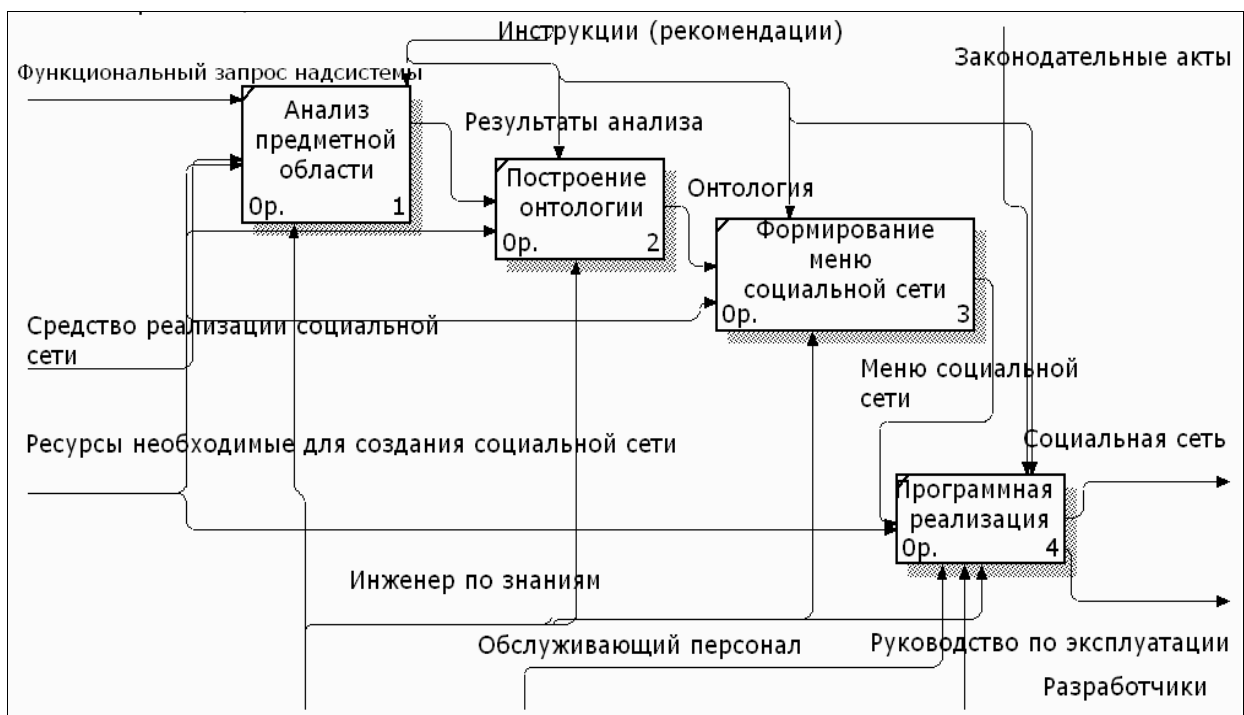 Инструкции (рекомендации)
Законодательные акты
Функциональный запрос надсистемы
Анализ
предметной
области
0р. 1
Результаты анализа
Построение
онтологии
0р. 2
Онтология
Формирование
меню
социальной сети
0р. 3
Средство реализации социальной
сети
Меню социальной
сети
Ресурсы необходимые для создания социальной сети
Социальная сеть
Программная
реализация
0р. 4
Инженер по знаниям
Обслуживающий персонал
Руководство по эксплуатации
Разработчики